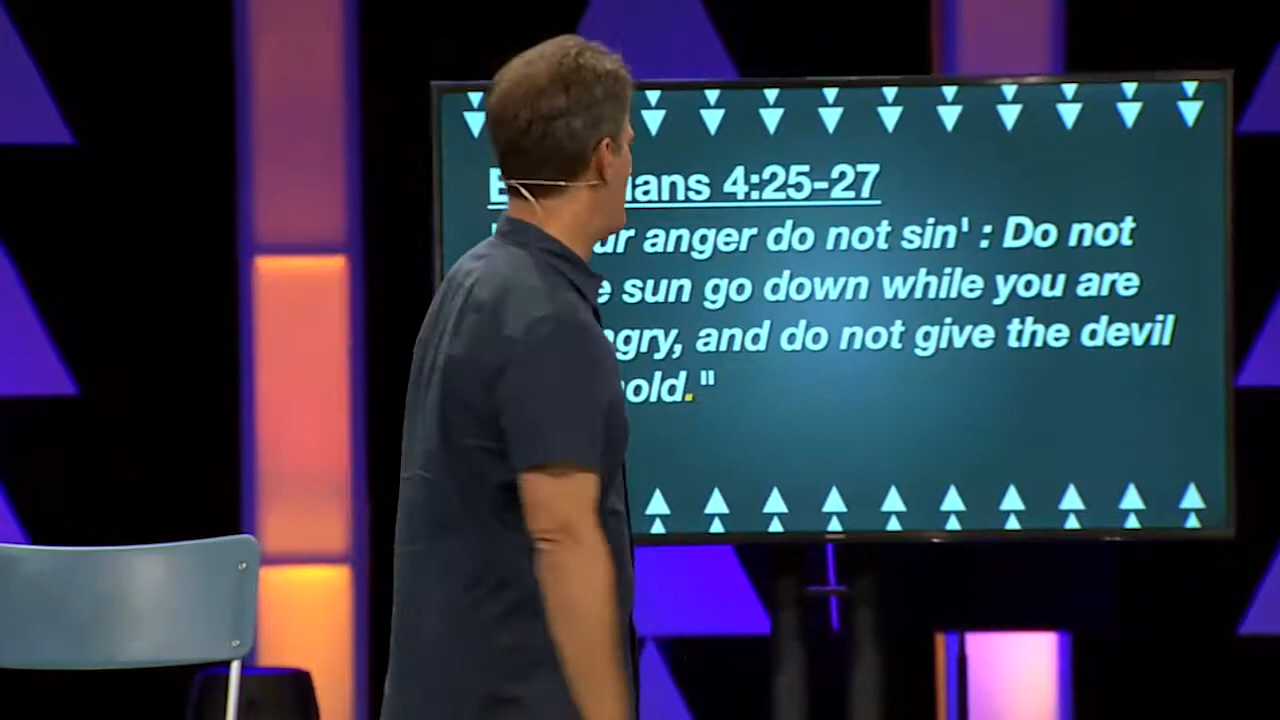 4:25-27
anger do not sin' : Do not
sun go down while you are
and do not give the devil